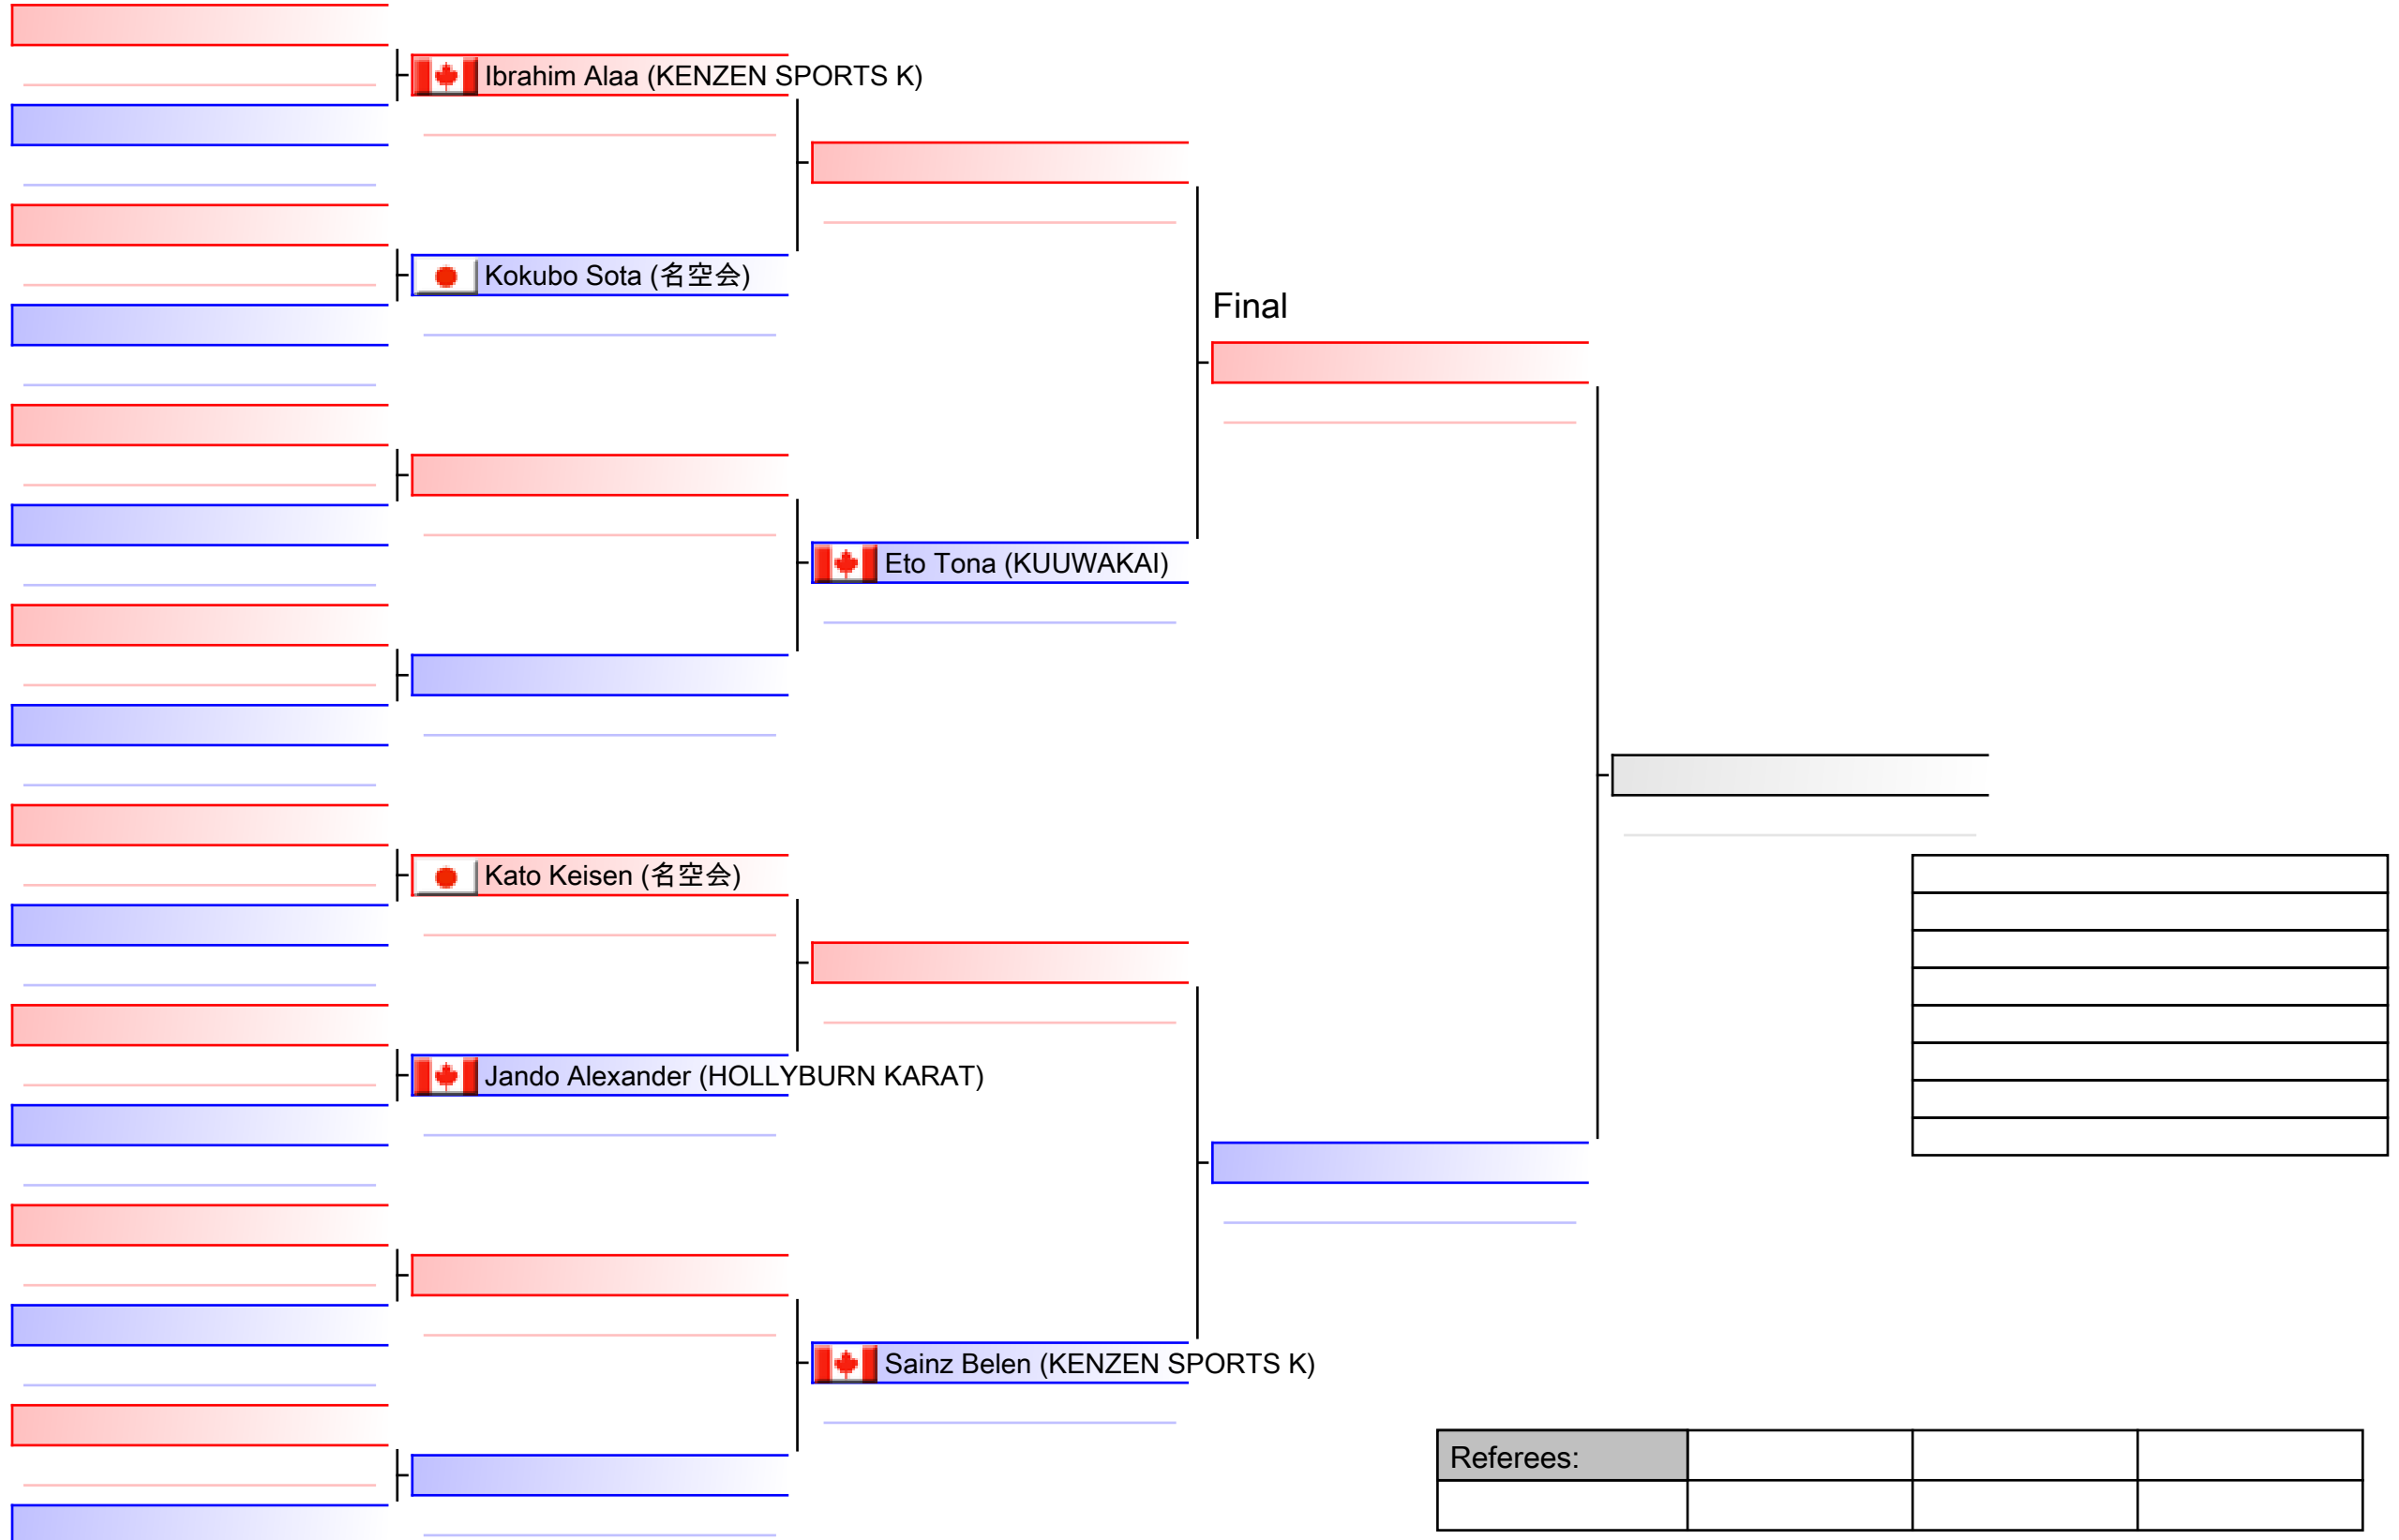 Ibrahim Alaa (KENZEN SPORTS K)
Kokubo Sota (名空会)
Final
Eto Tona (KUUWAKAI)
Kato Keisen (名空会)
Jando Alexander (HOLLYBURN KARAT)
Sainz Belen (KENZEN SPORTS K)
Referees: